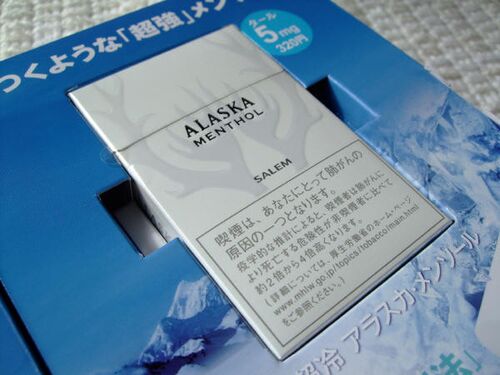 つくような「超強」メン
タール
5mg
320円
ALASKA
MENTHOL
SALEM
喫煙は、あなたにとって肺がんの
原因の一つとなります。
疫学的な推計によると、喫煙者は肺がんに
より死亡する危険性が非喫煙者に比べて
約2倍から4倍高くなります。
(詳細については、厚生労働省のホームページ
www.mhlw.go.jp/topics/tobacco/main.html
をご参照ください。)
冷 アラスカ メンソール
法」